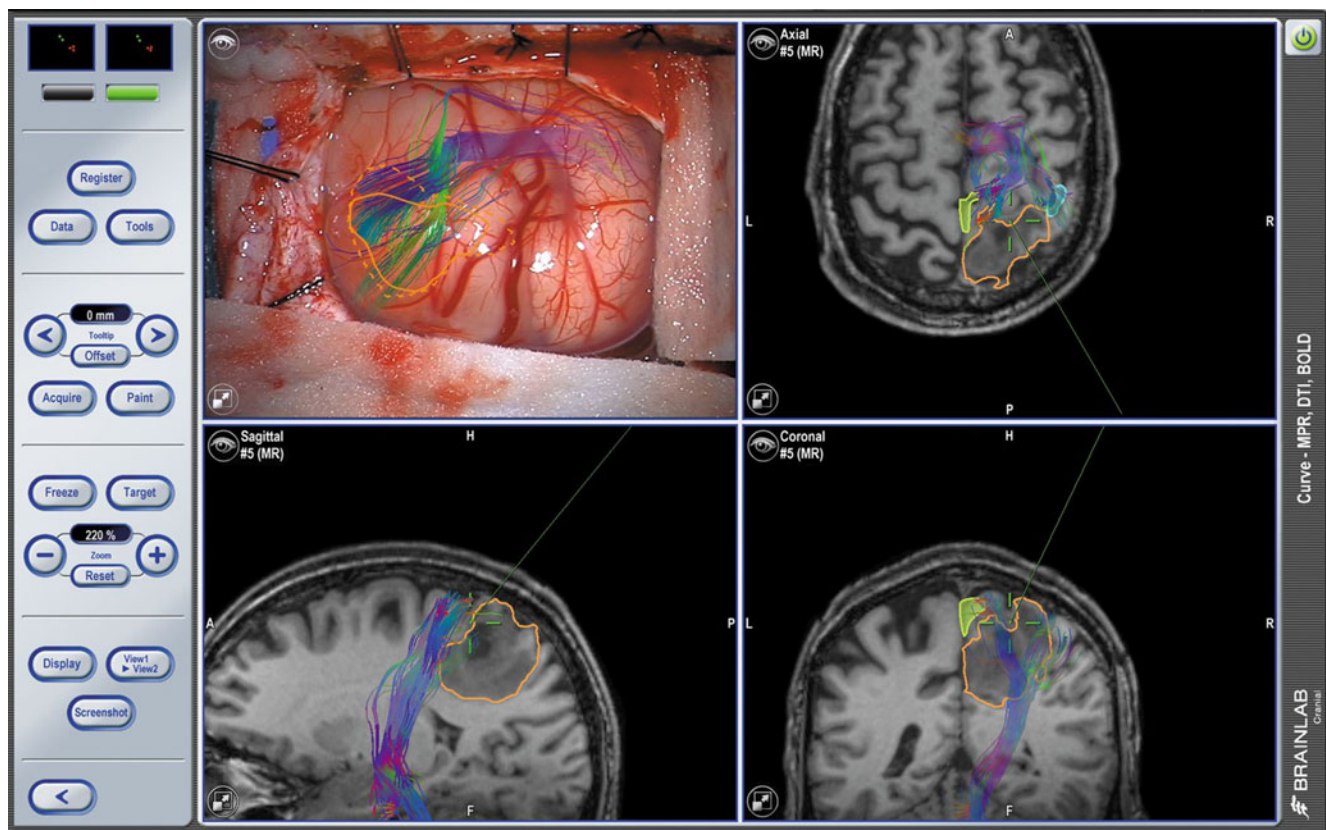 Register
Data
Tools
0 mm
Tooltip
Offset
Acquire
Paint
Freeze
Target
220 %
Zoom
Reset
Display
View1
View2
Screenshot
Axial
#5 (MR)
A
L
R
P
Sagittal
#5 (MR)
H
A
P
F
Coronal
#5 (MR)
H
L
R
F
Curve - MPR, DTI, BOLD
BRAINLAB
Cranial